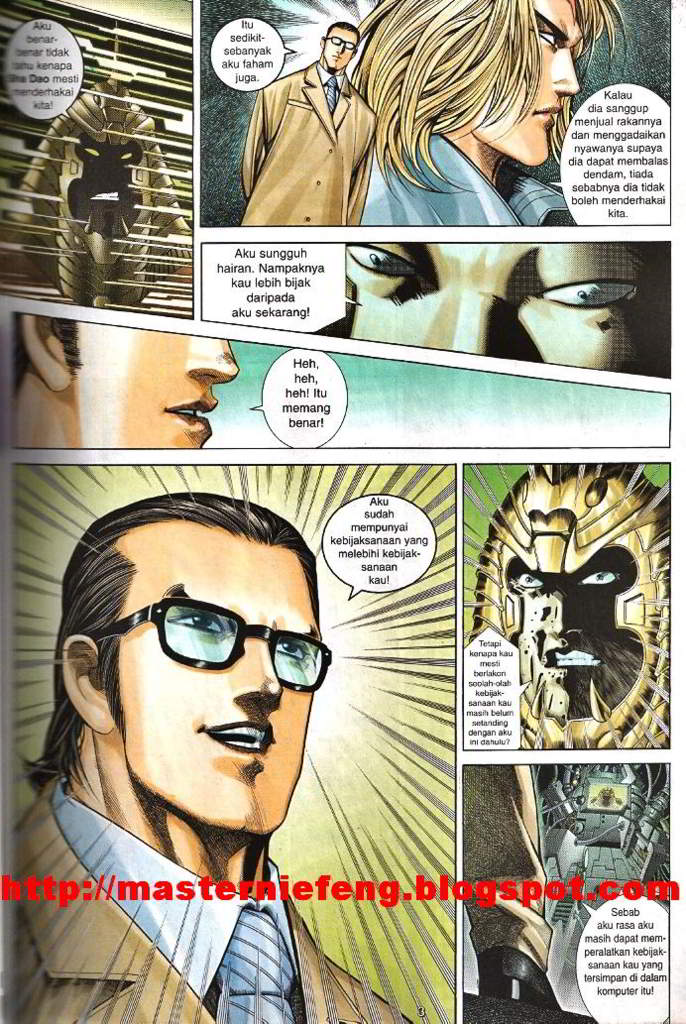 Aku
benar-
benar tidak
tahu kenapa
She Dao mesti
menderhakai
kita!
Itu
sedikit-
sebanyak
aku faham
juga.
Kalau
dia sanggup
menjual rakannya
dan menggadaikan
nyawanya supaya
dia dapat membalas
dendam, tiada
sebabnya dia tidak
boleh menderhakai
kita.
Aku sungguh
hairan. Nampaknya
kau lebih bijak
daripada
aku sekarang!
Heh,
heh,
heh! Itu
memang
benar!
Aku
sudah
mempunyai
kebijaksanaan yang
melebihi kebijak-
sanaan
kau!
Tetapi
kenapa kau
mesti
berlakon
seolah-olah
kebijak-
sanaan kau
masih belum
setanding
dengan aku
ini dahulu?
http://masterniefeng.blogspot.com
Sebab
aku rasa aku
masih dapat mem-
peralatkan kebijak-
sanaan kau yang
tersimpan di dalam
komputer itu!
3